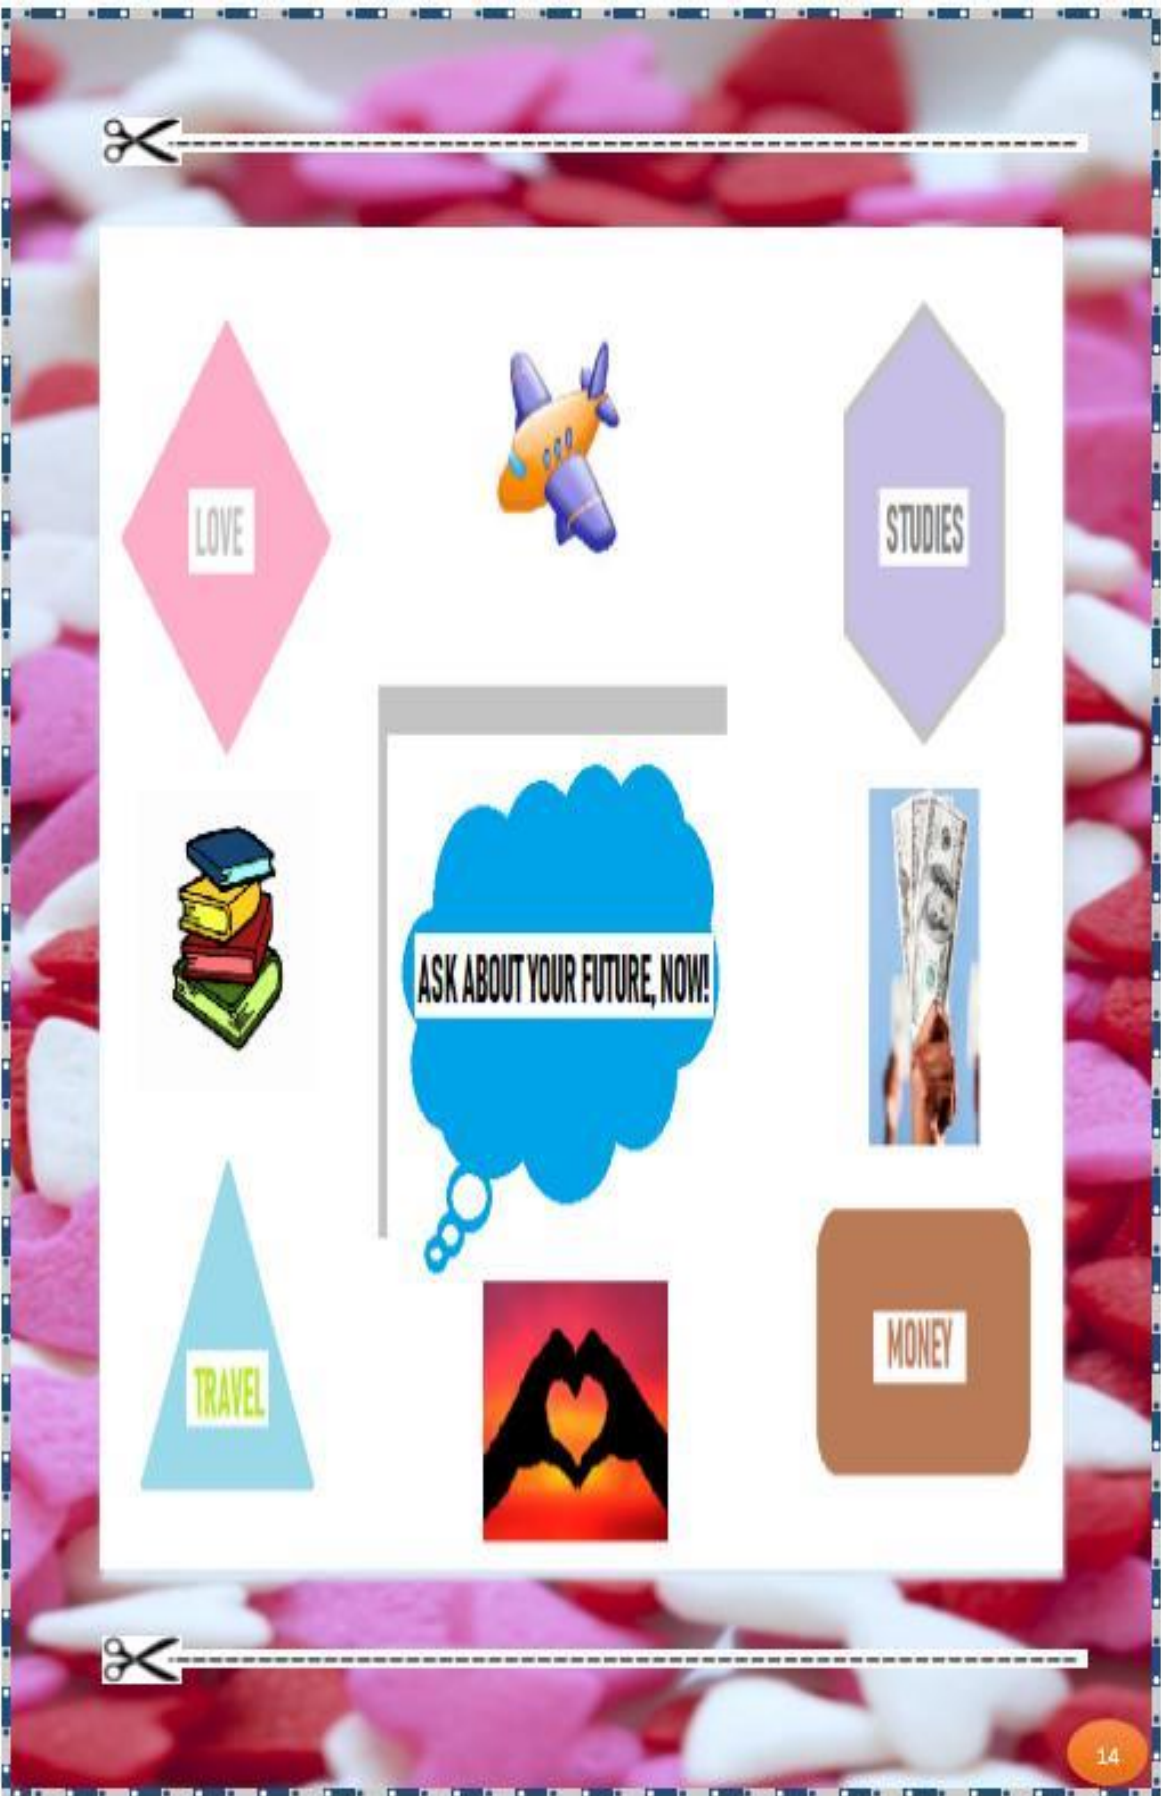 LOVE
STUDIES
ASK ABOUT YOUR FUTURE, NOW!
TRAVEL
MONEY
14